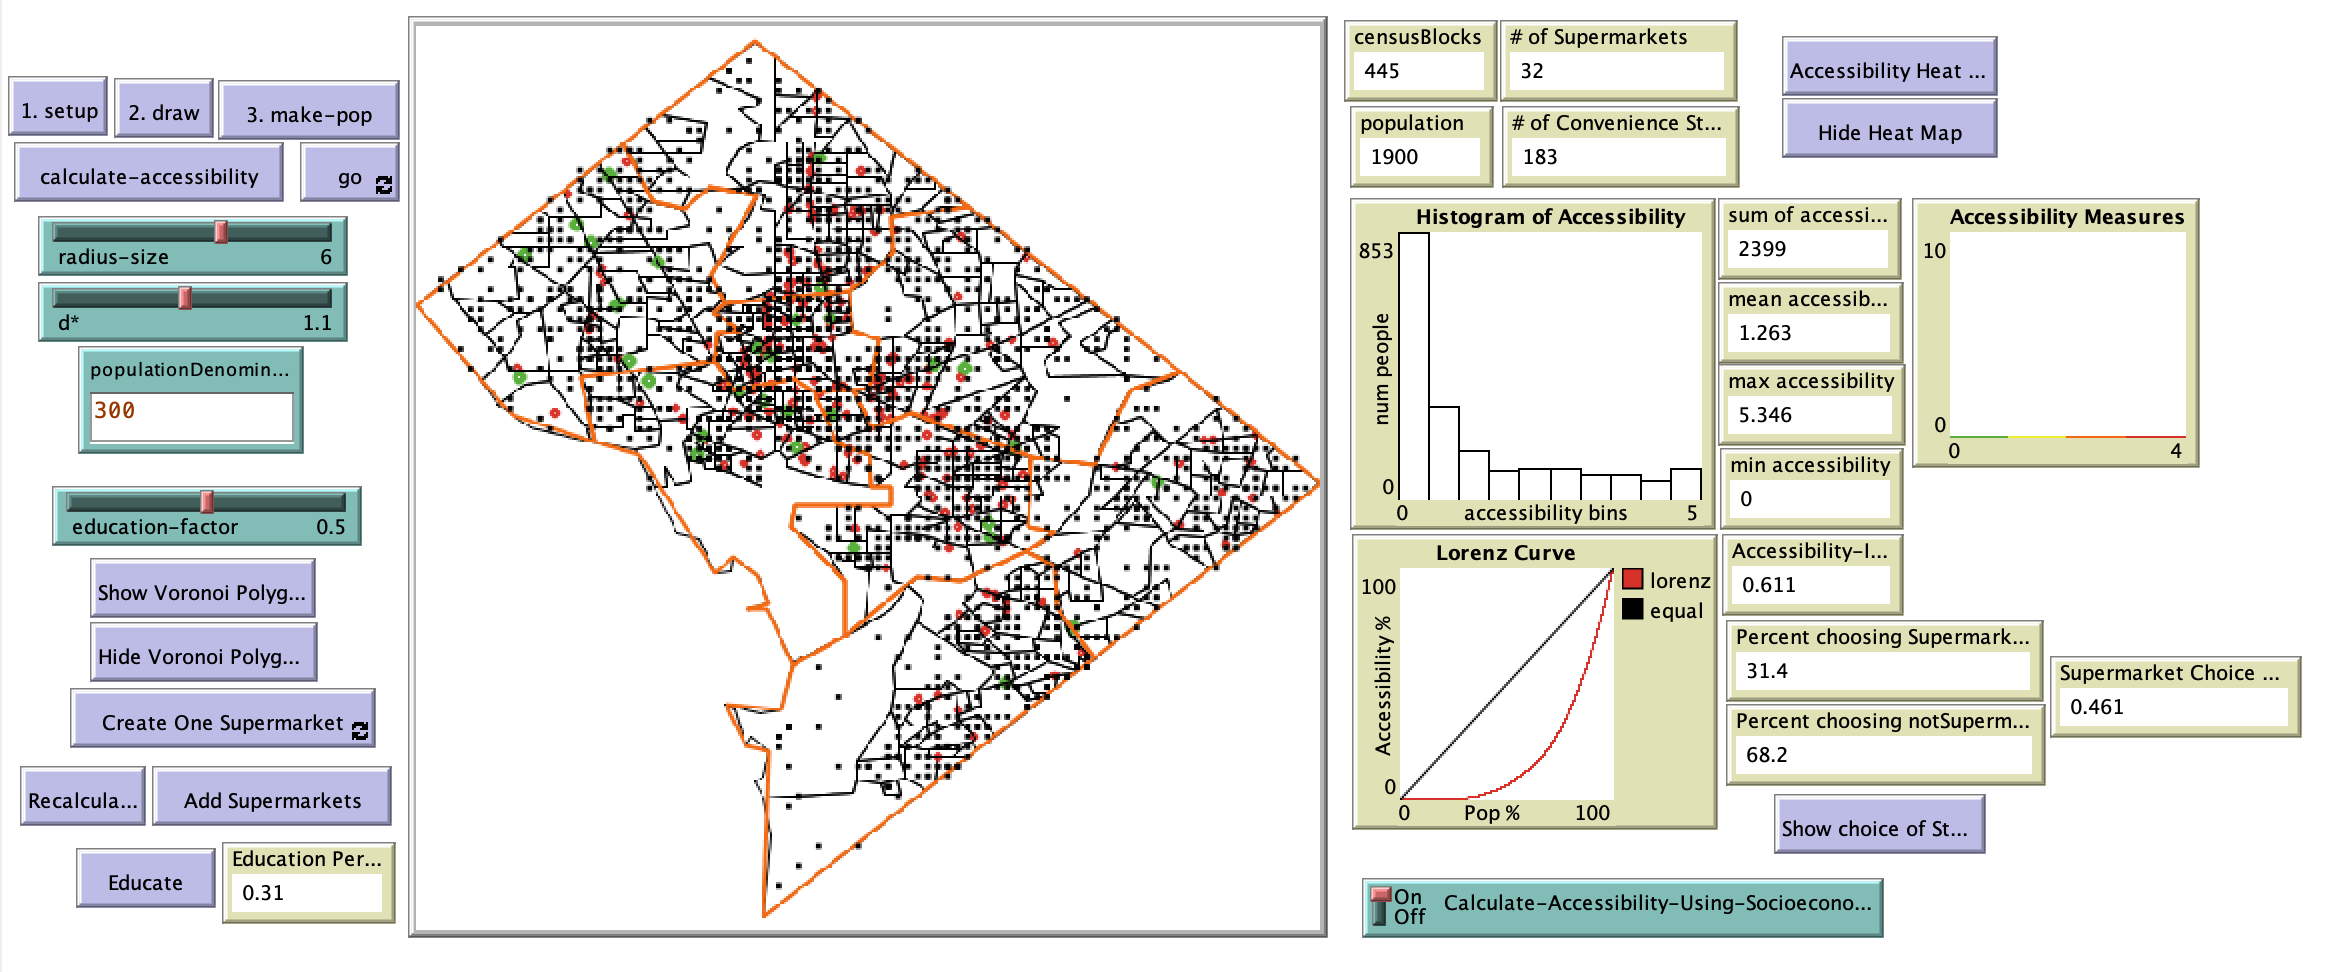 1. setup
2. draw
3. make-pop
calculate-accessibility
go
radius-size 6
d* 1.1
populationDenomin...
300
education-factor 0.5
Show Voronoi Polyg...
Hide Voronoi Polyg...
Create One Supermarket
Recalcula...
Add Supermarkets
Educate
Education Per...
0.31
censusBlocks
445
# of Supermarkets
32
population
1900
# of Convenience St...
183
Accessibility Heat ...
Hide Heat Map
Histogram of Accessibility
853
num people
0
0 accessibility bins 5
sum of accessi...
2399
mean accessib...
1.263
max accessibility
5.346
min accessibility
0
Accessibility Measures
10
0
0 4
Lorenz Curve
100
Accessibility %
0
0 Pop % 100
lorenz
equal
Accessibility-I...
0.611
Percent choosing Supermark...
31.4
Percent choosing notSuperm...
68.2
Supermarket Choice ...
0.461
Show choice of St...
On
Off
Calculate-Accessibility-Using-Socioecono...